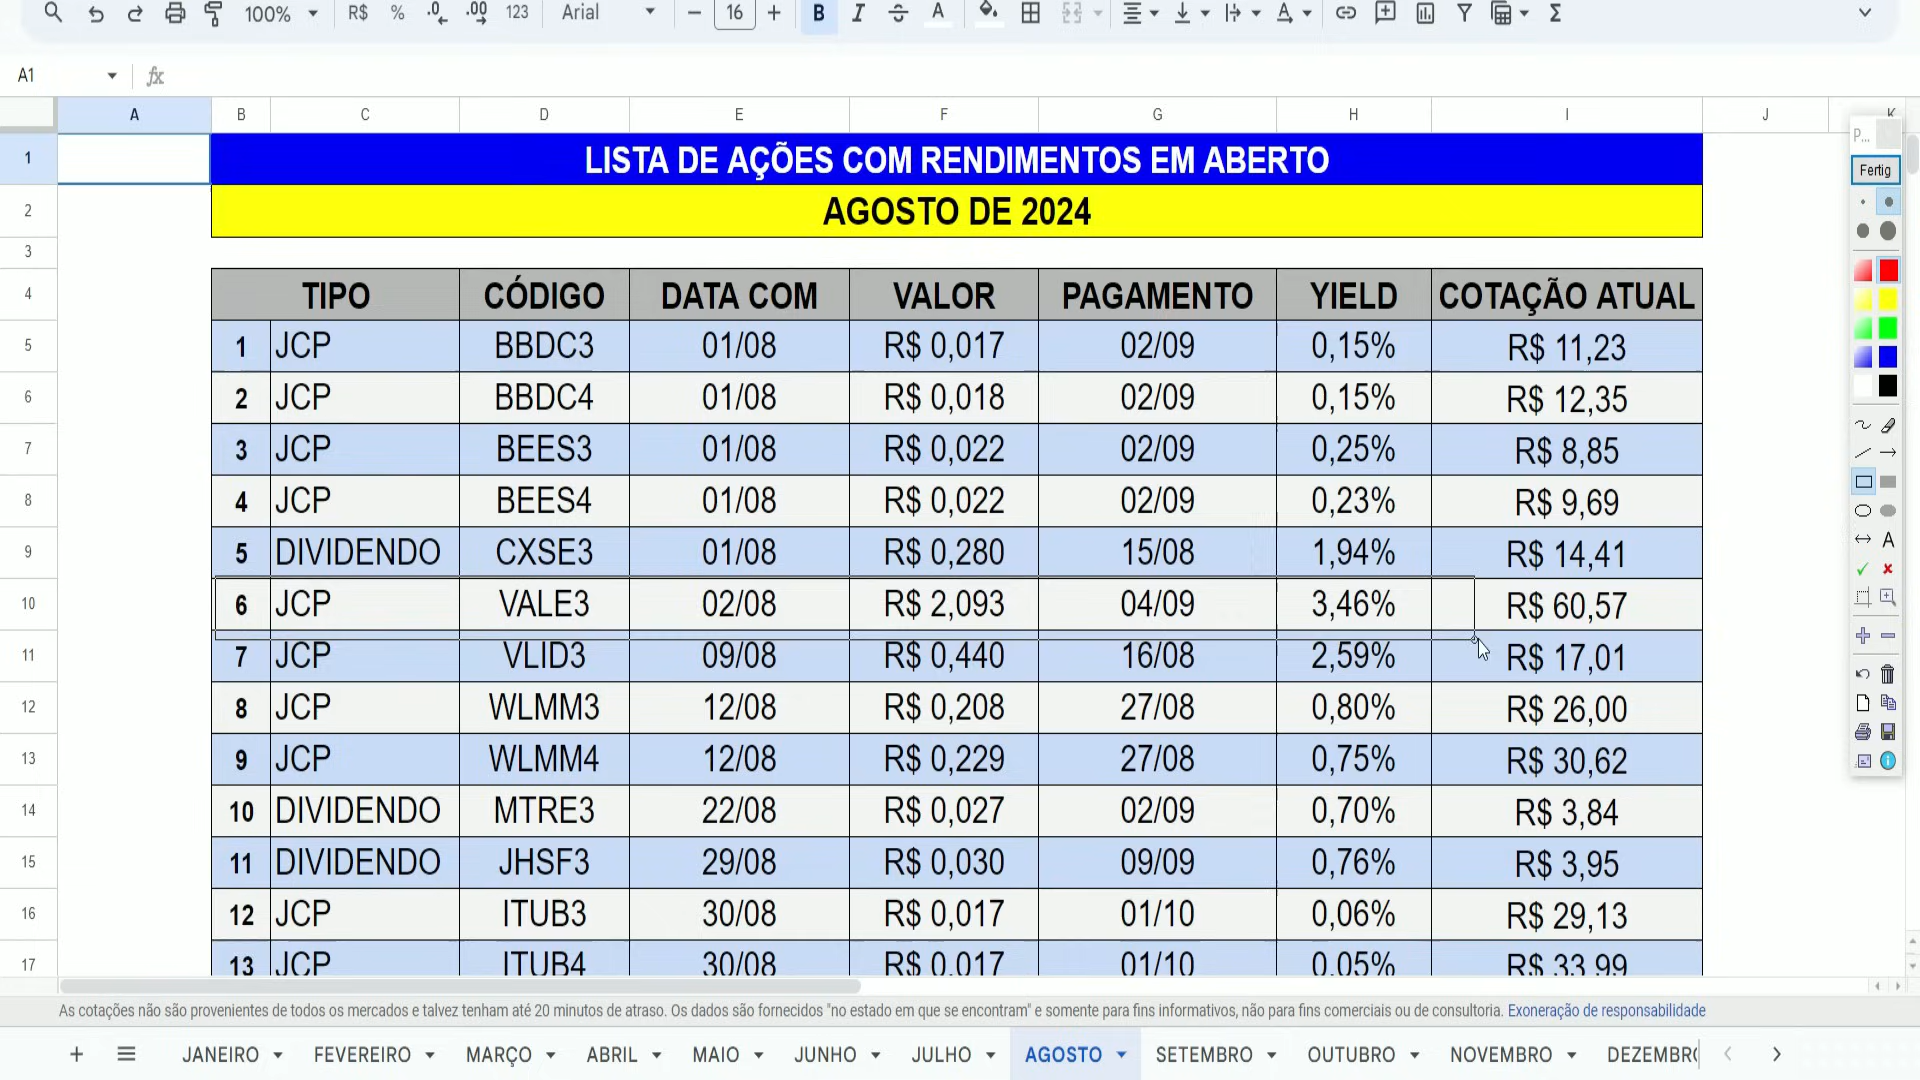 100% R$ % .0 .00 123 Arial 16 B I A A A Σ
A1 fx
A B C D E F G H I J K
P...
Fertig
1 LISTA DE AÇÕES COM RENDIMENTOS EM ABERTO
2 AGOSTO DE 2024
3
4 TIPO CÓDIGO DATA COM VALOR PAGAMENTO YIELD COTAÇÃO ATUAL
5 1 JCP BBDC3 01/08 R$ 0,017 02/09 0,15% R$ 11,23
6 2 JCP BBDC4 01/08 R$ 0,018 02/09 0,15% R$ 12,35
7 3 JCP BEES3 01/08 R$ 0,022 02/09 0,25% R$ 8,85
8 4 JCP BEES4 01/08 R$ 0,022 02/09 0,23% R$ 9,69
9 5 DIVIDENDO CXSE3 01/08 R$ 0,280 15/08 1,94% R$ 14,41
10 6 JCP VALE3 02/08 R$ 2,093 04/09 3,46% R$ 60,57
11 7 JCP VLID3 09/08 R$ 0,440 16/08 2,59% R$ 17,01
12 8 JCP WLMM3 12/08 R$ 0,208 27/08 0,80% R$ 26,00
13 9 JCP WLMM4 12/08 R$ 0,229 27/08 0,75% R$ 30,62
14 10 DIVIDENDO MTRE3 22/08 R$ 0,027 02/09 0,70% R$ 3,84
15 11 DIVIDENDO JHSF3 29/08 R$ 0,030 09/09 0,76% R$ 3,95
16 12 JCP ITUB3 30/08 R$ 0,017 01/10 0,06% R$ 29,13
17 13 JCP ITUB4 30/08 R$ 0,017 01/10 0,05% R$ 33,99
As cotações não são provenientes de todos os mercados e talvez tenham até 20 minutos de atraso. Os dados são fornecidos "no estado em que se encontram" e somente para fins informativos, não para fins comerciais ou de consultoria. Exoneração de responsabilidade
JANEIRO FEVEREIRO MARÇO ABRIL MAIO JUNHO JULHO AGOSTO SETEMBRO OUTUBRO NOVEMBRO DEZEMBR